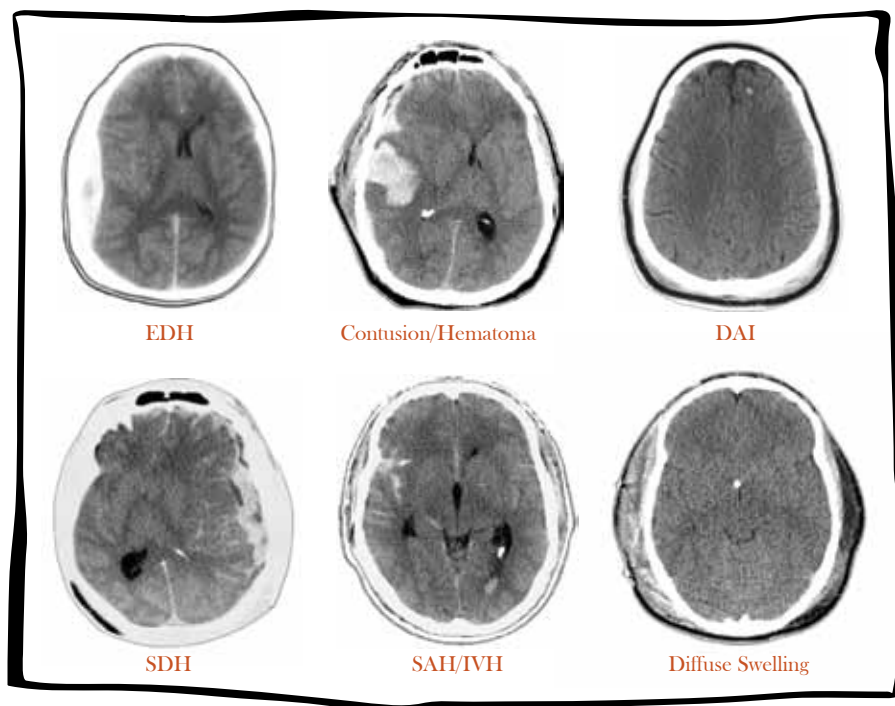 EDH
Contusion/Hematoma
DAI
SDH
SAH/IVH
Diffuse Swelling